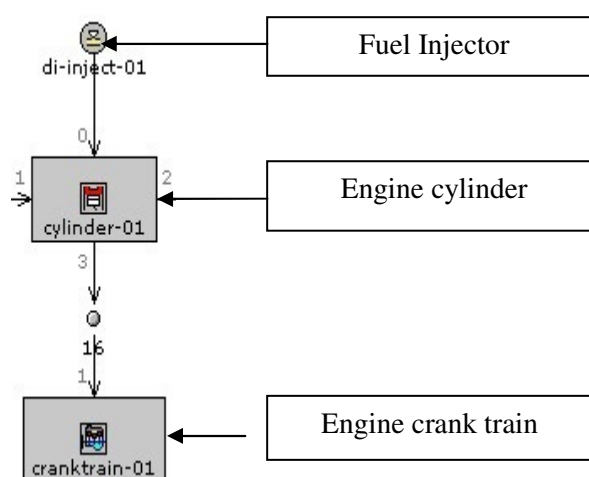 Fuel Injector
di-inject-01
0
1
2
Engine cylinder
cylinder-01
3
16
1
Engine crank train
cranktrain-01